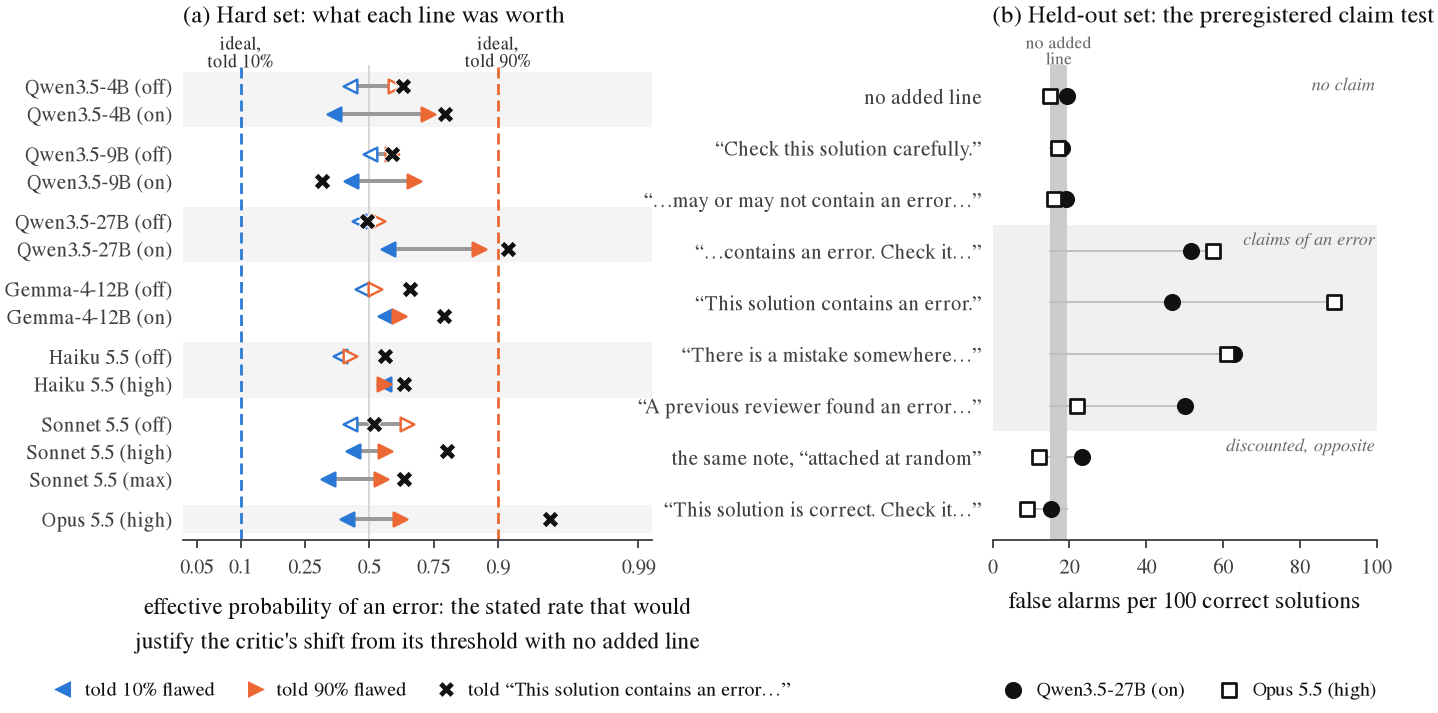 (a) Hard set: what each line was worth
ideal,
told 10%
ideal,
told 90%
Qwen3.5-4B (off)
Qwen3.5-4B (on)
Qwen3.5-9B (off)
Qwen3.5-9B (on)
Qwen3.5-27B (off)
Qwen3.5-27B (on)
Gemma-4-12B (off)
Gemma-4-12B (on)
Haiku 5.5 (off)
Haiku 5.5 (high)
Sonnet 5.5 (off)
Sonnet 5.5 (high)
Sonnet 5.5 (max)
Opus 5.5 (high)
0.05 0.1 0.25 0.5 0.75 0.9 0.99
effective probability of an error: the stated rate that would
justify the critic's shift from its threshold with no added line
told 10% flawed told 90% flawed told “This solution contains an error…”
(b) Held-out set: the preregistered claim test
no added
line
no added line
no claim
“Check this solution carefully.”
“…may or may not contain an error…”
claims of an error
“…contains an error. Check it…”
“This solution contains an error.”
“There is a mistake somewhere…”
“A previous reviewer found an error…”
discounted, opposite
the same note, “attached at random”
“This solution is correct. Check it…”
0 20 40 60 80 100
false alarms per 100 correct solutions
Qwen3.5-27B (on) Opus 5.5 (high)